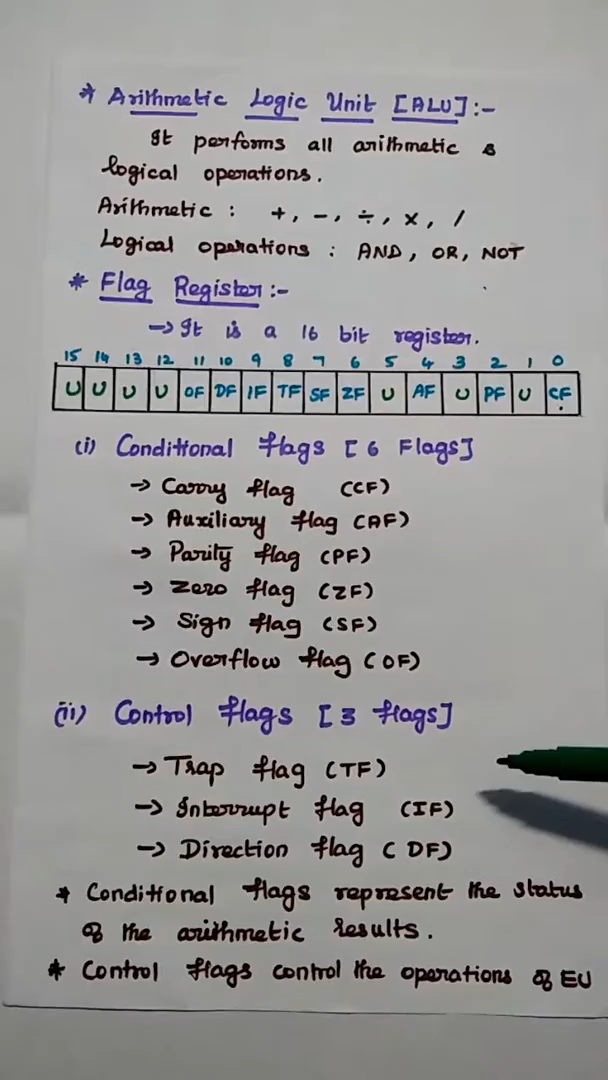 * Arithmetic Logic Unit [ALU]:-
It performs all arithmetic &
logical operations.
Arithmetic : +, -, ÷, ×, /
Logical operations : AND, OR, NOT
* Flag Register:-
→ It is a 16 bit register.
15 14 13 12 11 10 9 8 7 6 5 4 3 2 1 0
U U U U OF DF IF TF SF ZF U AF U PF U CF
(i) Conditional flags [6 Flags]
→ Carry flag (CF)
→ Auxiliary flag (AF)
→ Parity flag (PF)
→ Zero flag (ZF)
→ Sign flag (SF)
→ Overflow flag (OF)
(ii) Control flags [3 flags]
→ Trap flag (TF)
→ Interrupt flag (IF)
→ Direction flag (DF)
* Conditional flags represent the status
of the arithmetic results.
* Control flags control the operations of EU